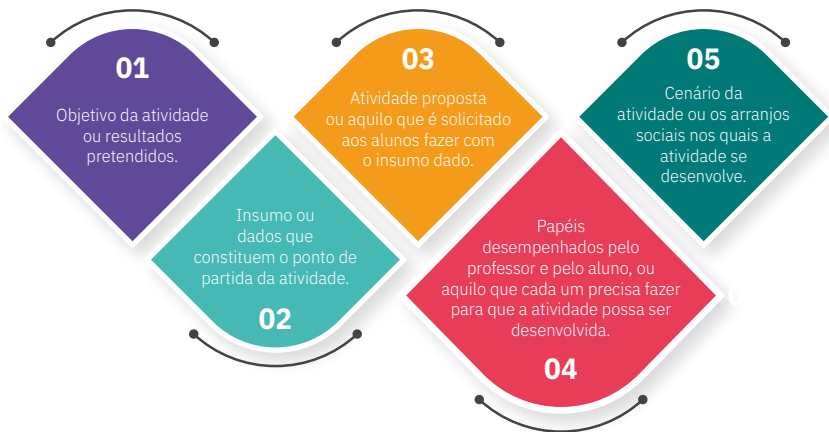 01
Objetivo da atividade
ou resultados
pretendidos.
Insumo ou
dados que
constituem o ponto de
partida da atividade.
02
03
Atividade proposta
ou aquilo que é solicitado
aos alunos fazer com
o insumo dado.
Papéis
desempenhados pelo
professor e pelo aluno, ou
aquilo que cada um precisa fazer
para que a atividade possa ser
desenvolvida.
04
05
Cenário da
atividade ou os arranjos
sociais nos quais a
atividade se
desenvolve.